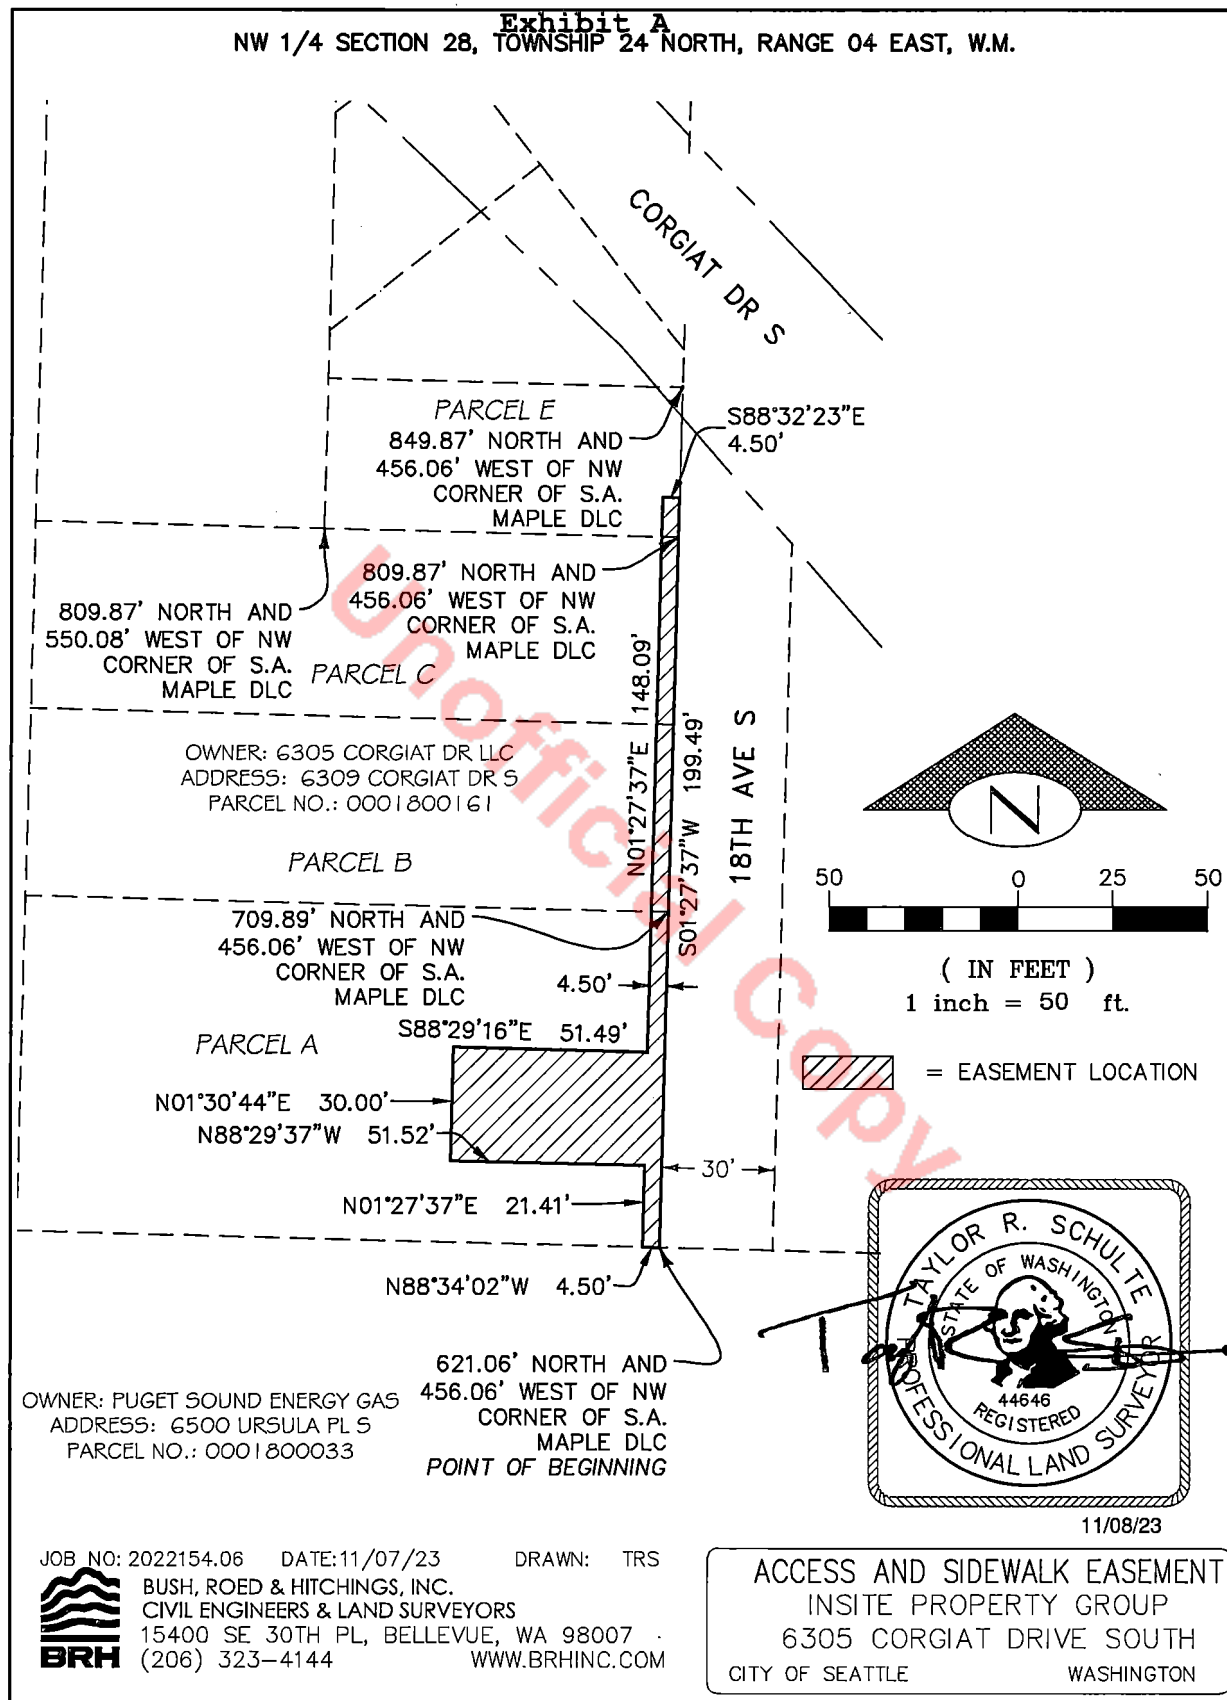 Exhibit A
NW 1/4 SECTION 28, TOWNSHIP 24 NORTH, RANGE 04 EAST, W.M.
CORGIAT DR S
PARCEL E
849.87' NORTH AND
456.06' WEST OF NW
CORNER OF S.A.
MAPLE DLC
S88°32'23"E
4.50'
809.87' NORTH AND
456.06' WEST OF NW
CORNER OF S.A.
MAPLE DLC
809.87' NORTH AND
550.08' WEST OF NW
CORNER OF S.A.
MAPLE DLC
PARCEL C
N01°27'37"E 148.09'
S01°27'37"W 199.49'
18TH AVE S
OWNER: 6305 CORGIAT DR LLC
ADDRESS: 6309 CORGIAT DR S
PARCEL NO.: 0001800161
PARCEL B
709.89' NORTH AND
456.06' WEST OF NW
CORNER OF S.A.
MAPLE DLC
4.50'
S88°29'16"E 51.49'
PARCEL A
N01°30'44"E 30.00'
N88°29'37"W 51.52'
30'
N01°27'37"E 21.41'
N88°34'02"W 4.50'
621.06' NORTH AND
456.06' WEST OF NW
CORNER OF S.A.
MAPLE DLC
POINT OF BEGINNING
OWNER: PUGET SOUND ENERGY GAS
ADDRESS: 6500 URSULA PL S
PARCEL NO.: 0001800033
N
50 0 25 50
( IN FEET )
1 inch = 50 ft.
= EASEMENT LOCATION
TAYLOR R. SCHULTE
STATE OF WASHINGTON
44646
REGISTERED
PROFESSIONAL LAND SURVEYOR
11/08/23
Unofficial Copy
JOB NO: 2022154.06 DATE:11/07/23 DRAWN: TRS
BUSH, ROED & HITCHINGS, INC.
CIVIL ENGINEERS & LAND SURVEYORS
15400 SE 30TH PL, BELLEVUE, WA 98007
BRH (206) 323-4144 WWW.BRHINC.COM
ACCESS AND SIDEWALK EASEMENT
INSITE PROPERTY GROUP
6305 CORGIAT DRIVE SOUTH
CITY OF SEATTLE WASHINGTON